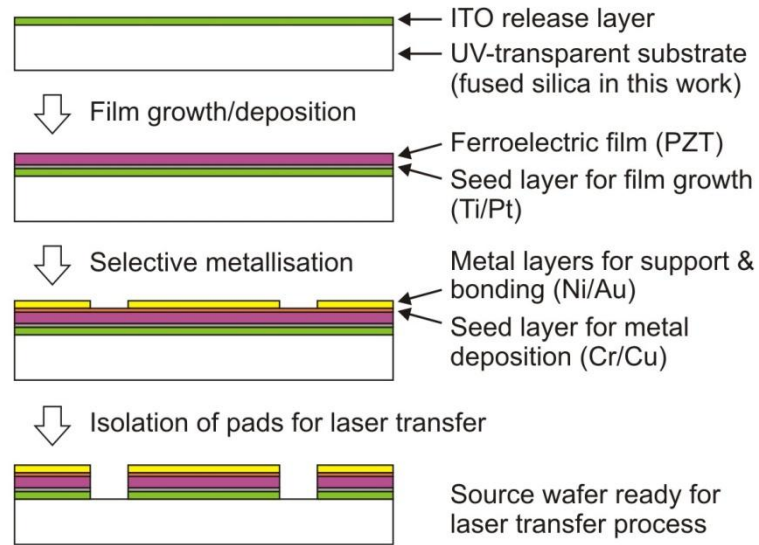 ITO release layer
UV-transparent substrate
(fused silica in this work)
Film growth/deposition
Ferroelectric film (PZT)
Seed layer for film growth
(Ti/Pt)
Selective metallisation
Metal layers for support &
bonding (Ni/Au)
Seed layer for metal
deposition (Cr/Cu)
Isolation of pads for laser transfer
Source wafer ready for
laser transfer process